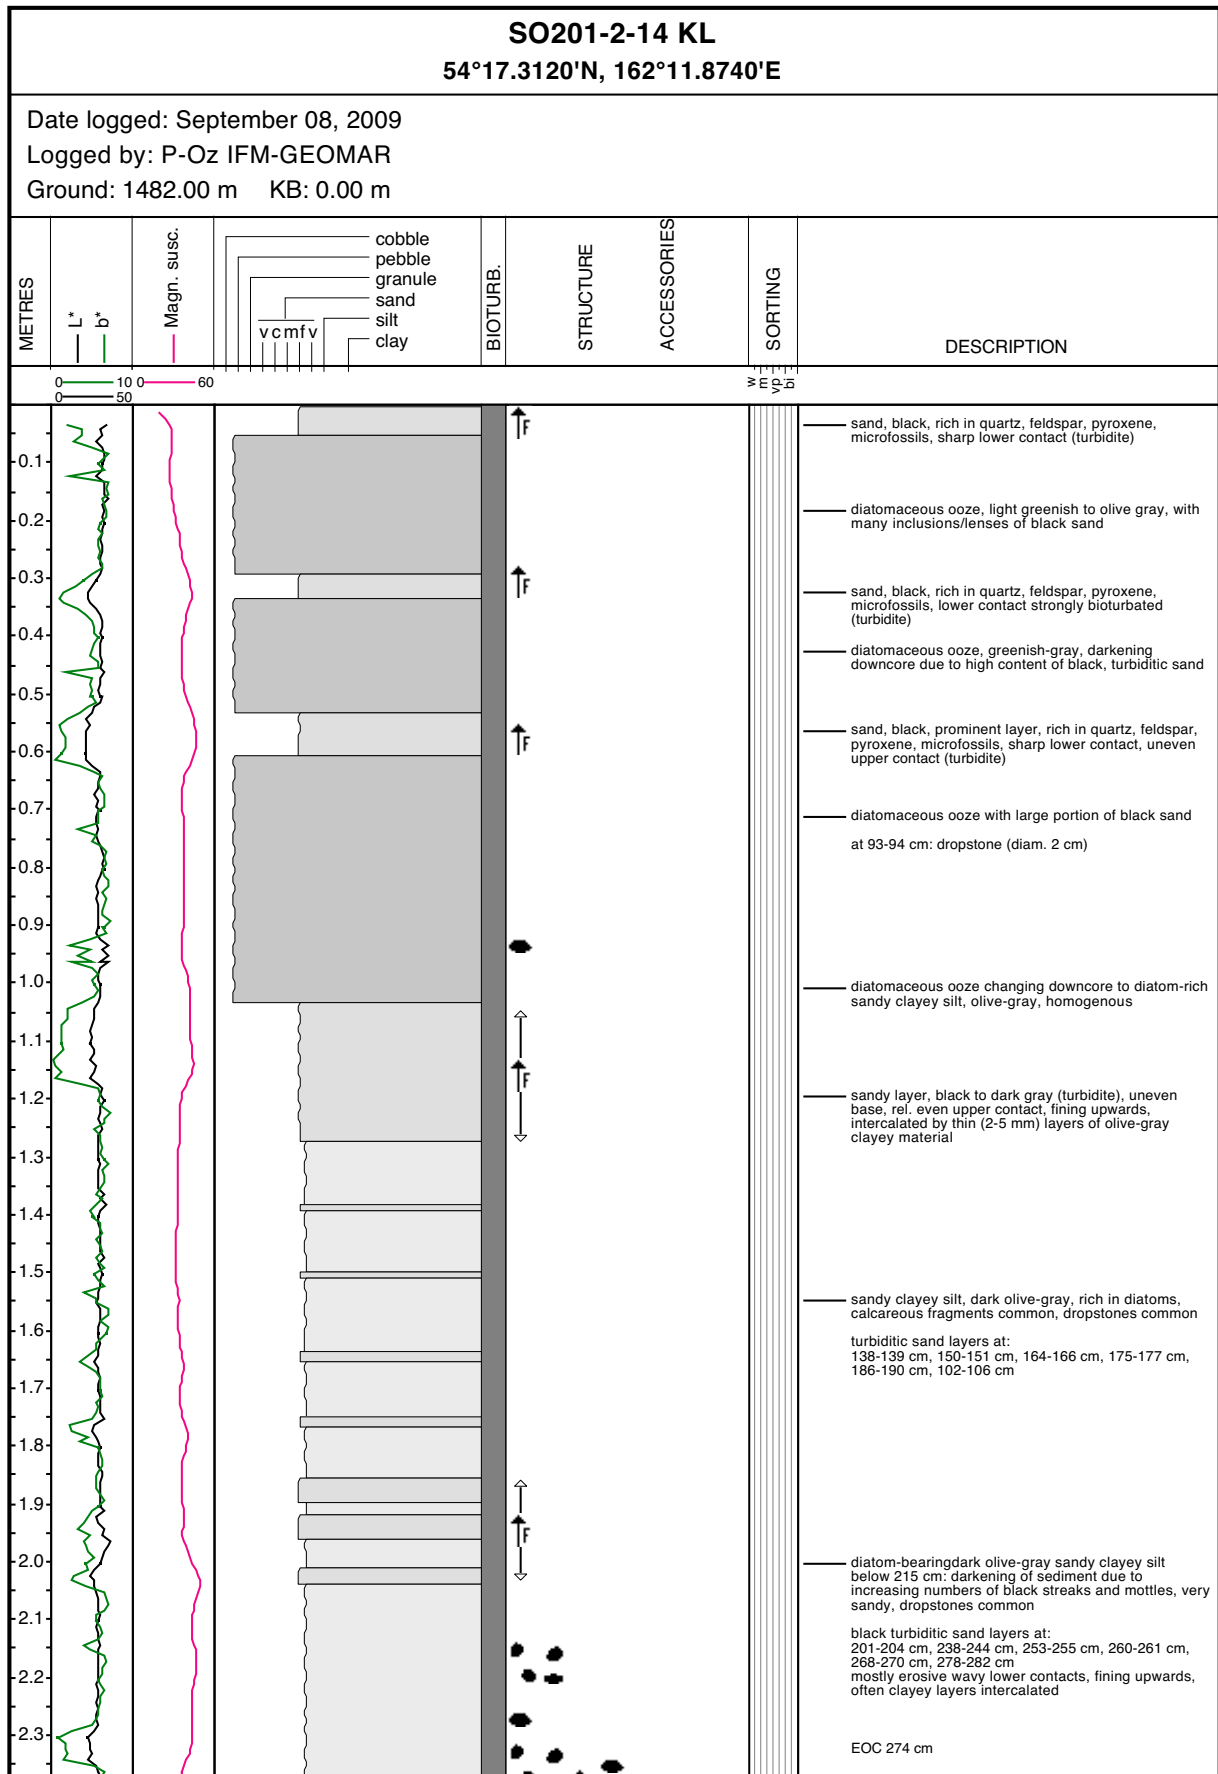 SO201-2-14 KL
54°17.3120'N, 162°11.8740'E
Date logged: September 08, 2009
Logged by: P-Oz IFM-GEOMAR
Ground: 1482.00 m KB: 0.00 m
METRES
L*
b*
Magn. susc.
cobble
pebble
granule
sand
silt
clay
v c m f v
BIOTURB.
STRUCTURE
ACCESSORIES
SORTING
DESCRIPTION
0 10
0 50
0 60
w
m
vp
bi
0.1
0.2
0.3
0.4
0.5
0.6
0.7
0.8
0.9
1.0
1.1
1.2
1.3
1.4
1.5
1.6
1.7
1.8
1.9
2.0
2.1
2.2
2.3
F
F
F
F
F
sand, black, rich in quartz, feldspar, pyroxene,
microfossils, sharp lower contact (turbidite)
diatomaceous ooze, light greenish to olive gray, with
many inclusions/lenses of black sand
sand, black, rich in quartz, feldspar, pyroxene,
microfossils, lower contact strongly bioturbated
(turbidite)
diatomaceous ooze, greenish-gray, darkening
downcore due to high content of black, turbiditic sand
sand, black, prominent layer, rich in quartz, feldspar,
pyroxene, microfossils, sharp lower contact, uneven
upper contact (turbidite)
diatomaceous ooze with large portion of black sand
at 93-94 cm: dropstone (diam. 2 cm)
diatomaceous ooze changing downcore to diatom-rich
sandy clayey silt, olive-gray, homogenous
sandy layer, black to dark gray (turbidite), uneven
base, rel. even upper contact, fining upwards,
intercalated by thin (2-5 mm) layers of olive-gray
clayey material
sandy clayey silt, dark olive-gray, rich in diatoms,
calcareous fragments common, dropstones common
turbiditic sand layers at:
138-139 cm, 150-151 cm, 164-166 cm, 175-177 cm,
186-190 cm, 102-106 cm
diatom-bearingdark olive-gray sandy clayey silt
below 215 cm: darkening of sediment due to
increasing numbers of black streaks and mottles, very
sandy, dropstones common
black turbiditic sand layers at:
201-204 cm, 238-244 cm, 253-255 cm, 260-261 cm,
268-270 cm, 278-282 cm
mostly erosive wavy lower contacts, fining upwards,
often clayey layers intercalated
EOC 274 cm